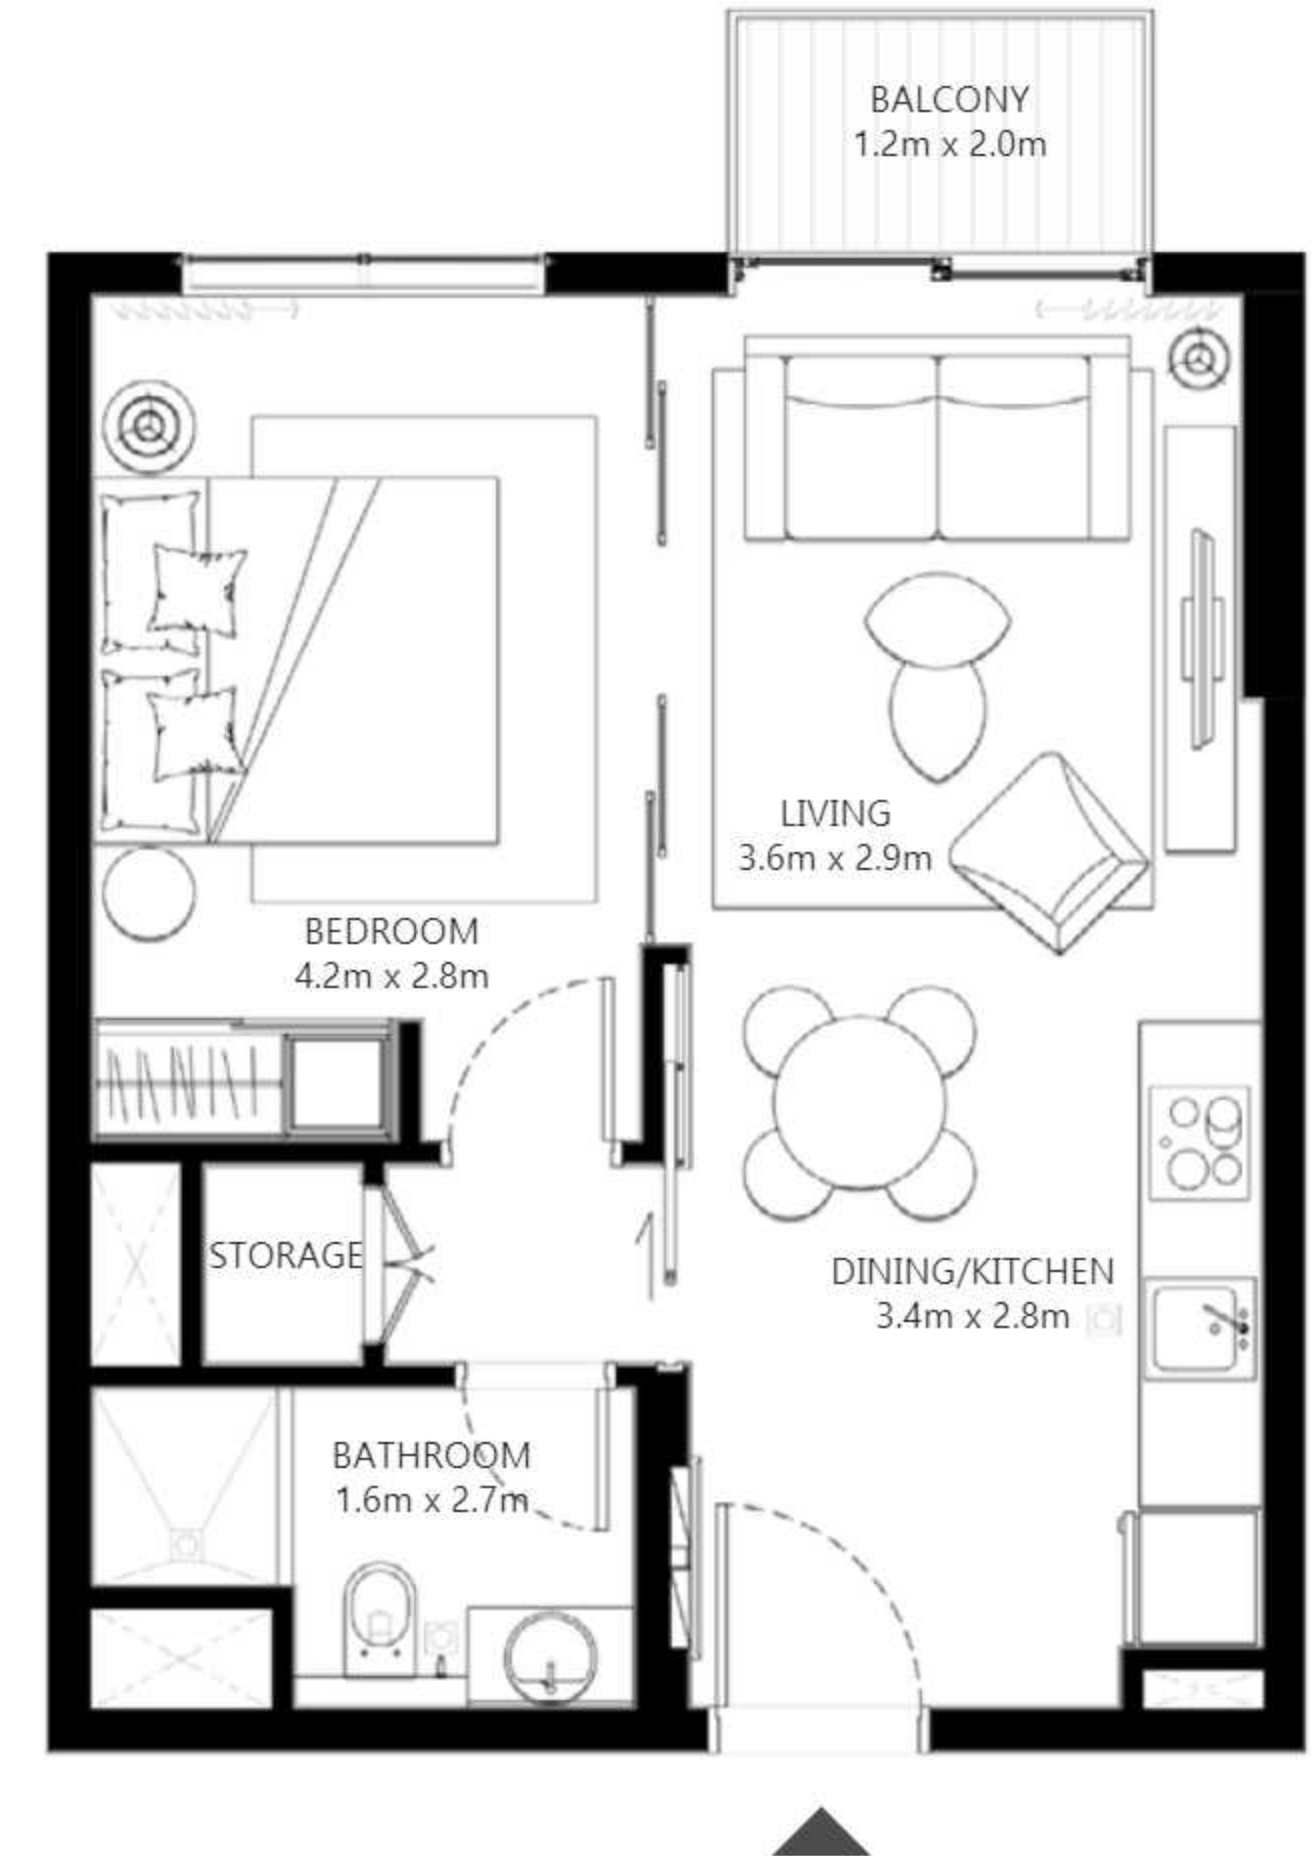 BALCONY
1.2m x 2.0m
LIVING
3.6m x 2.9m
BEDROOM
4.2m x 2.8m
STORAGE
DINING/KITCHEN
3.4m x 2.8m
BATHROOM
1.6m x 2.7m